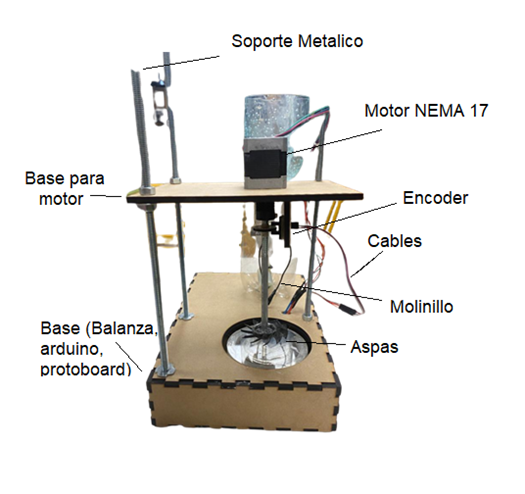 Soporte Metalico
Motor NEMA 17
Base para
motor
Encoder
Cables
Molinillo
Base (Balanza,
arduino,
protoboard)
Aspas